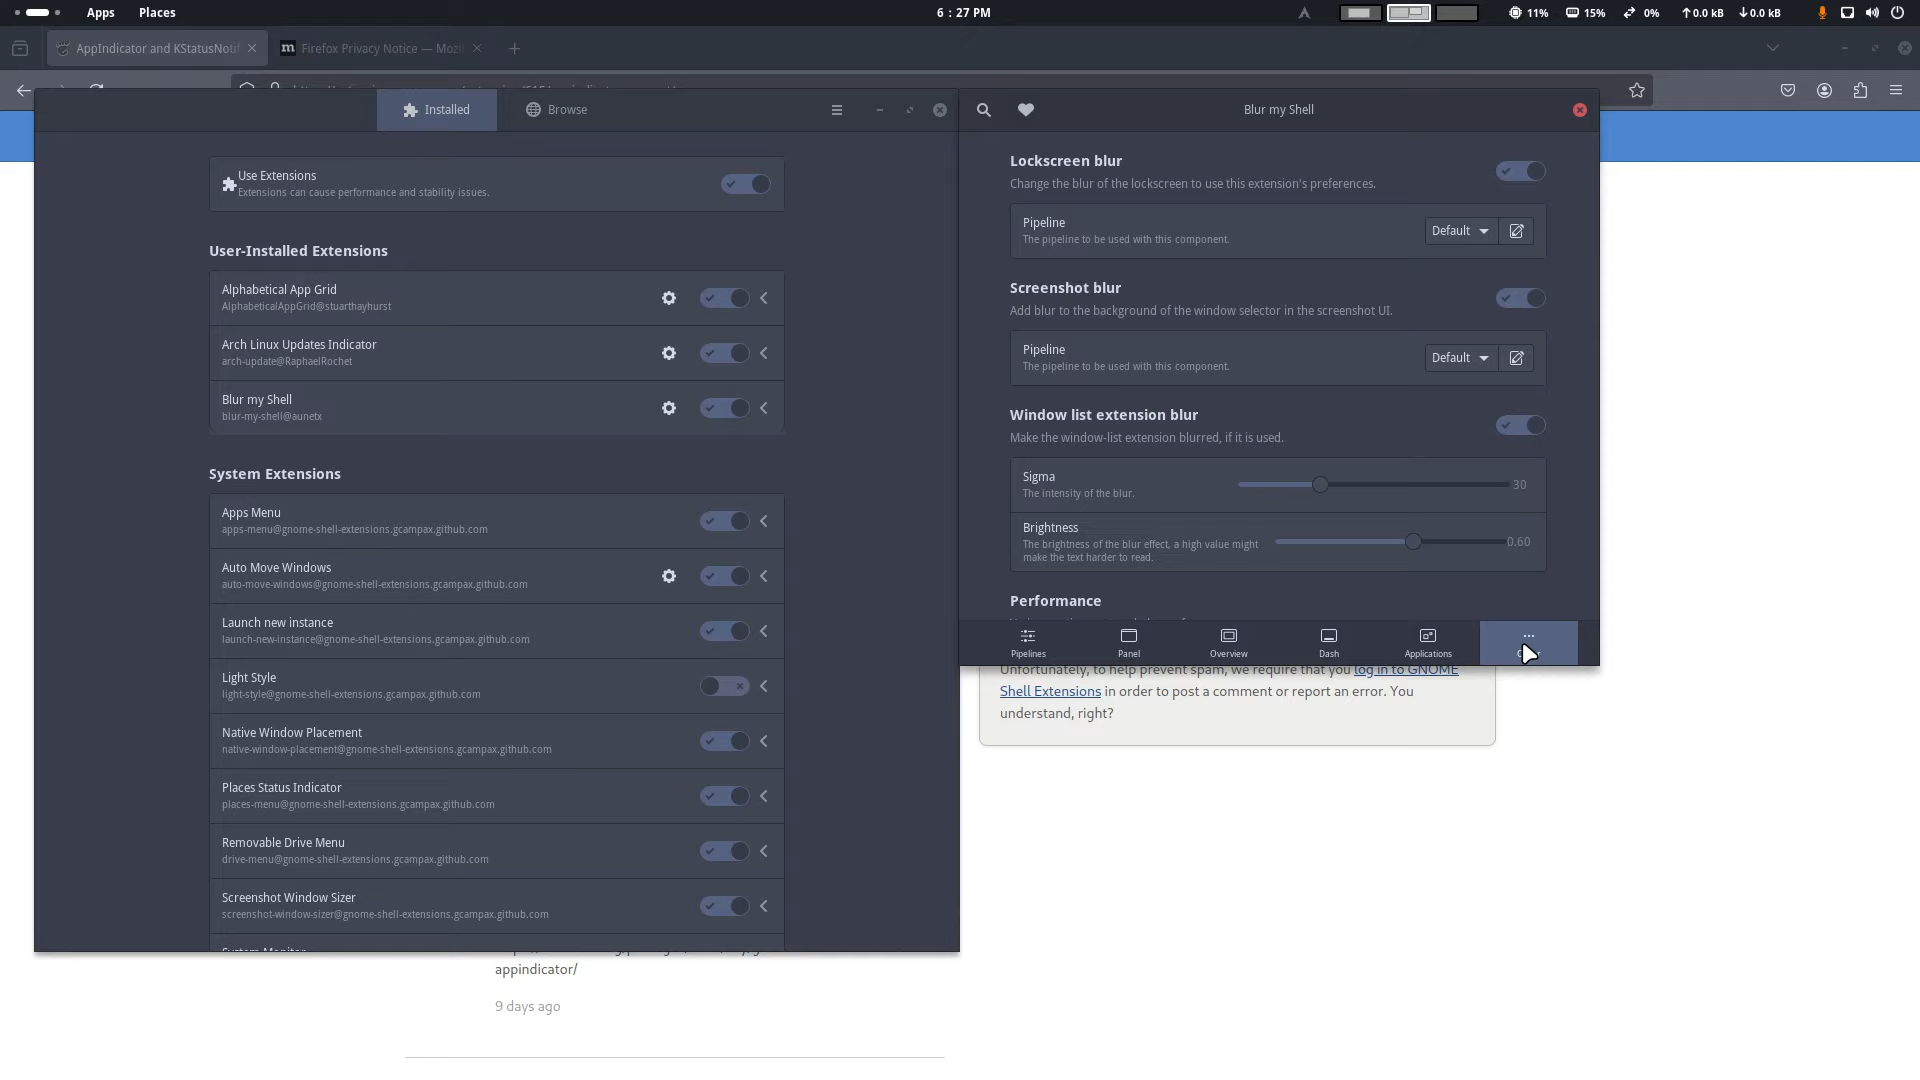 Apps Places 6 : 27 PM 11% 15% 0% ↑0.0 kB ↓0.0 kB
AppIndicator and KStatusNotif Firefox Privacy Notice — Mozi
Installed Browse
Use Extensions
Extensions can cause performance and stability issues.
User-Installed Extensions
Alphabetical App Grid
AlphabeticalAppGrid@stuarthayhurst
Arch Linux Updates Indicator
arch-update@RaphaelRochet
Blur my Shell
blur-my-shell@aunetx
System Extensions
Apps Menu
apps-menu@gnome-shell-extensions.gcampax.github.com
Auto Move Windows
auto-move-windows@gnome-shell-extensions.gcampax.github.com
Launch new instance
launch-new-instance@gnome-shell-extensions.gcampax.github.com
Light Style
light-style@gnome-shell-extensions.gcampax.github.com
Native Window Placement
native-window-placement@gnome-shell-extensions.gcampax.github.com
Places Status Indicator
places-menu@gnome-shell-extensions.gcampax.github.com
Removable Drive Menu
drive-menu@gnome-shell-extensions.gcampax.github.com
Screenshot Window Sizer
screenshot-window-sizer@gnome-shell-extensions.gcampax.github.com
System Monitor
Blur my Shell
Lockscreen blur
Change the blur of the lockscreen to use this extension's preferences.
Pipeline
The pipeline to be used with this component.
Default
Screenshot blur
Add blur to the background of the window selector in the screenshot UI.
Pipeline
The pipeline to be used with this component.
Default
Window list extension blur
Make the window-list extension blurred, if it is used.
Sigma
The intensity of the blur.
30
Brightness
The brightness of the blur effect, a high value might
make the text harder to read.
0.60
Performance
Pipelines Panel Overview Dash Applications
Unfortunately, to help prevent spam, we require that you log in to GNOME
Shell Extensions in order to post a comment or report an error. You
understand, right?
appindicator/
9 days ago